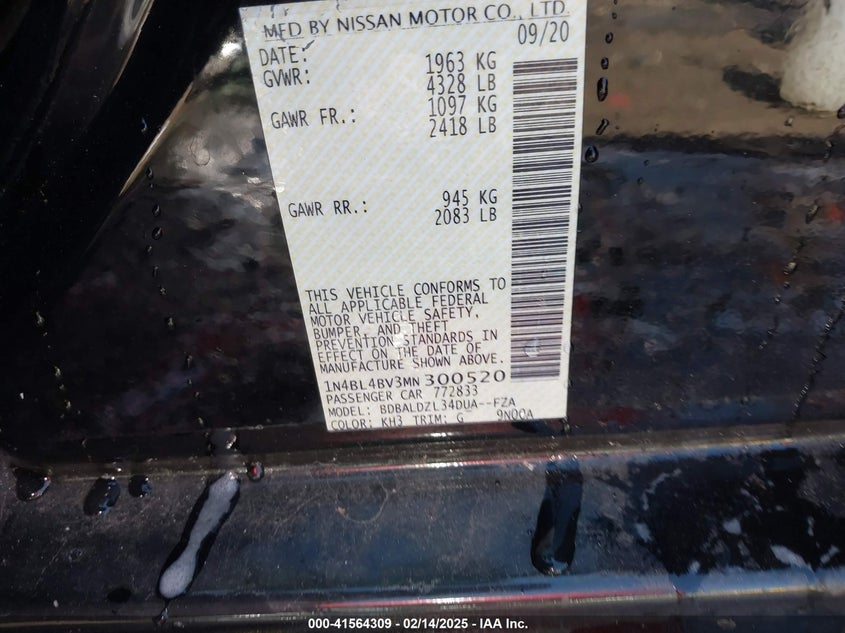 MFD BY NISSAN MOTOR CO., LTD.
DATE: 09/20
GVWR: 1963 KG
4328 LB
GAWR FR.: 1097 KG
2418 LB
GAWR RR.: 945 KG
2083 LB
THIS VEHICLE CONFORMS TO
ALL APPLICABLE FEDERAL
MOTOR VEHICLE SAFETY,
BUMPER, AND THEFT
PREVENTION STANDARDS IN
EFFECT ON THE DATE OF
MANUFACTURE SHOWN ABOVE.
1N4BL4BV3MN300520
PASSENGER CAR 772833
MODEL: BDBALDZL34DUA--FZA
COLOR: KH3 TRIM: G 9N00A
000-41564309 - 02/14/2025 - IAA Inc.